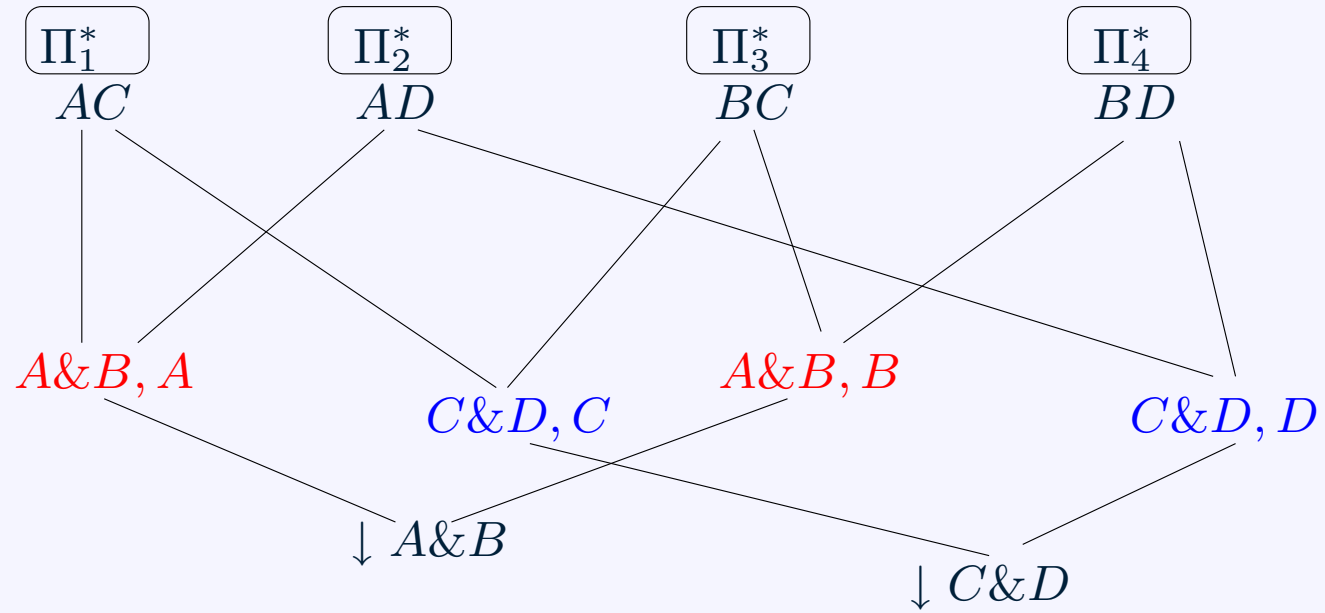 Π₁* Π₂* Π₃* Π₄*
AC AD BC BD
A&B, A A&B, B
C&D, C C&D, D
↓ A&B
↓ C&D